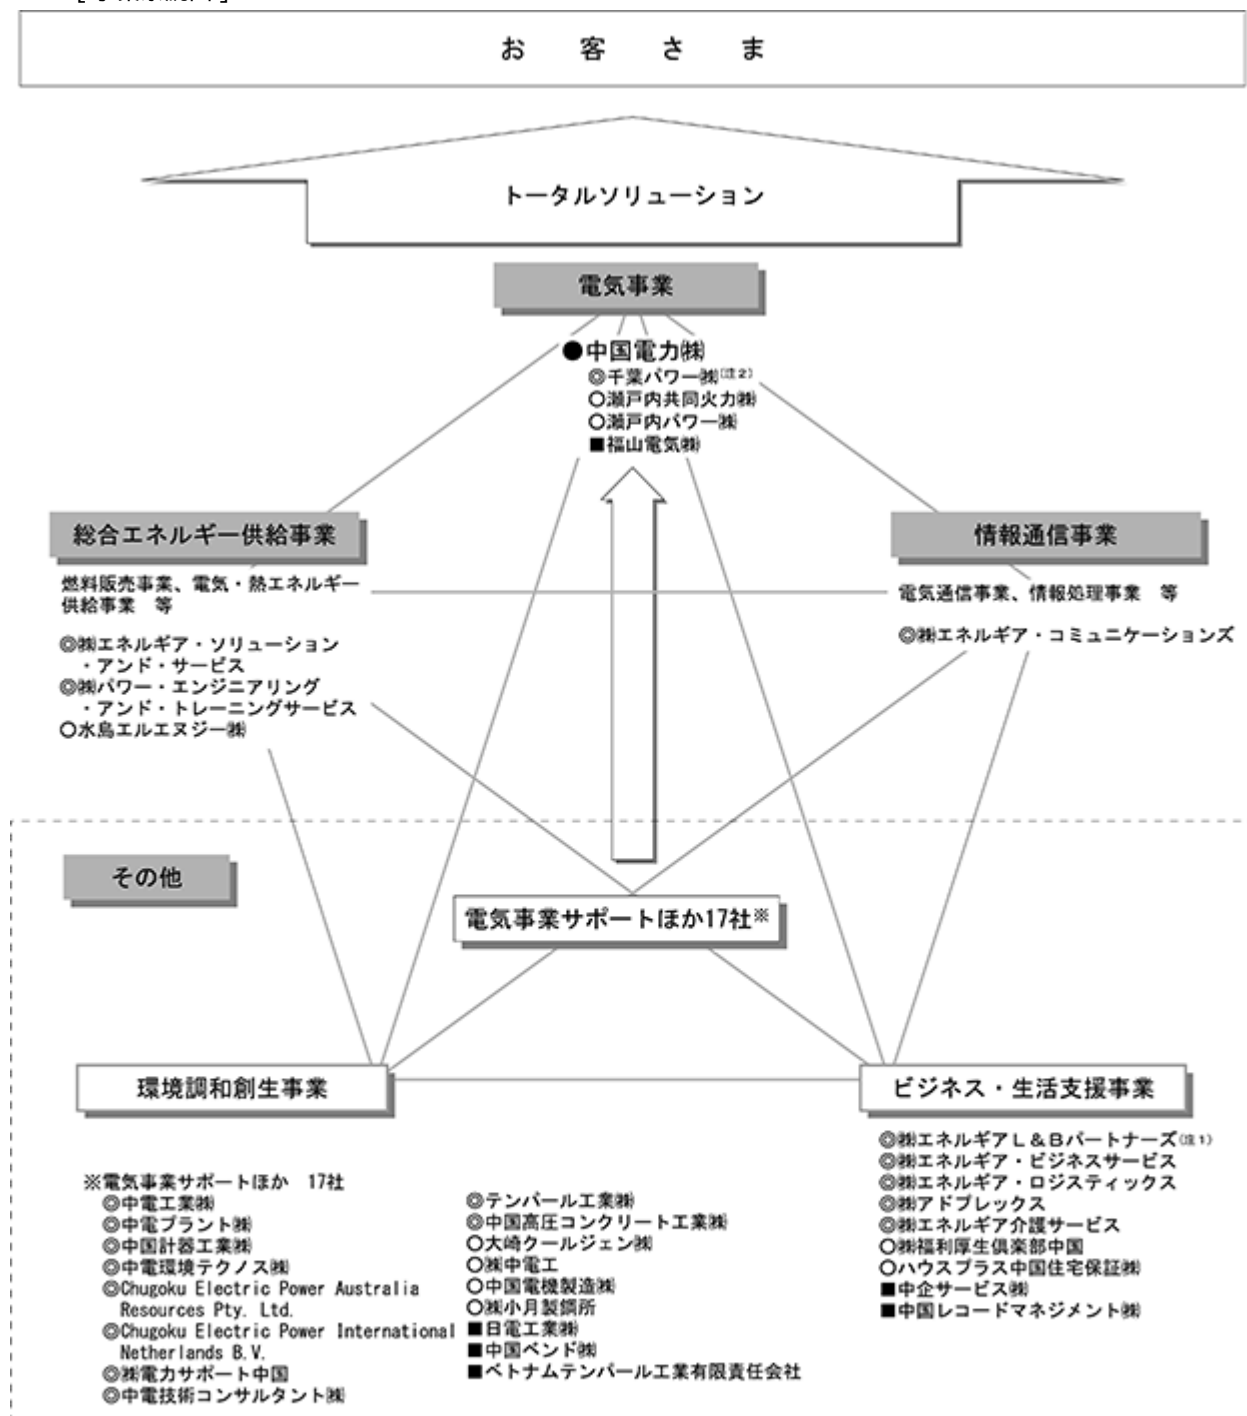 お　客　さ　ま
トータルソリューション
電気事業
●中国電力㈱
◎千葉パワー㈱(注2)
○瀬戸内共同火力㈱
○瀬戸内パワー㈱
■福山電気㈱
総合エネルギー供給事業
燃料販売事業、電気・熱エネルギー
供給事業　等
◎㈱エネルギア・ソリューション
・アンド・サービス
◎㈱パワー・エンジニアリング
・アンド・トレーニングサービス
○水島エルエヌジー㈱
情報通信事業
電気通信事業、情報処理事業　等
◎㈱エネルギア・コミュニケーションズ
その他
電気事業サポートほか17社※
環境調和創生事業
※電気事業サポートほか　17社
◎中電工業㈱
◎中電プラント㈱
◎中国計器工業㈱
◎中電環境テクノス㈱
◎Chugoku Electric Power Australia
Resources Pty. Ltd.
◎Chugoku Electric Power International
Netherlands B.V.
◎㈱電力サポート中国
◎中電技術コンサルタント㈱
◎テンパール工業㈱
◎中国高圧コンクリート工業㈱
○大崎クールジェン㈱
○㈱中電工
○中国電機製造㈱
○㈱小月製鋼所
■日電工業㈱
■中国ベンド㈱
■ベトナムテンパール工業有限責任会社
ビジネス・生活支援事業
◎㈱エネルギアL&Bパートナーズ(注1)
◎㈱エネルギア・ビジネスサービス
◎㈱エネルギア・ロジスティックス
◎㈱アドプレックス
◎㈱エネルギア介護サービス
○㈱福利厚生倶楽部中国
○ハウスプラス中国住宅保証㈱
■中企サービス㈱
■中国レコードマネジメント㈱